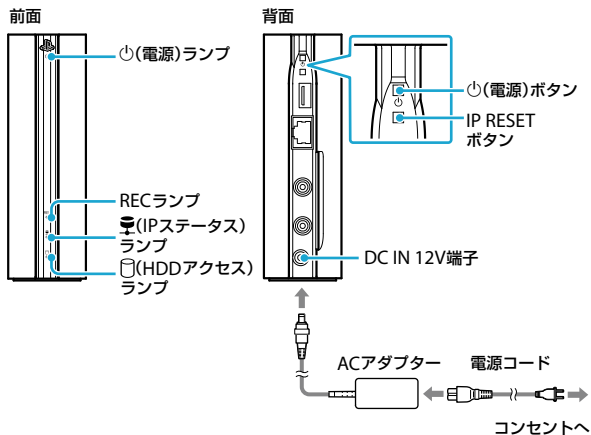 前面
⏻(電源)ランプ
RECランプ
(IPステータス)
ランプ
(HDDアクセス)
ランプ
背面
⏻(電源)ボタン
IP RESET
ボタン
DC IN 12V端子
ACアダプター
電源コード
コンセントへ